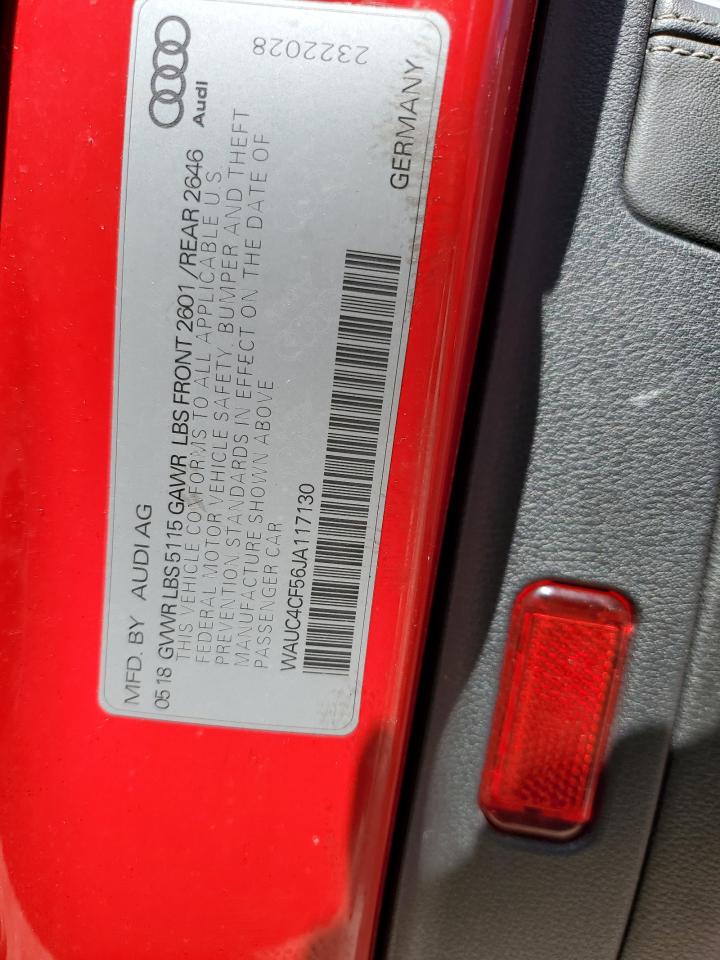 MFD. BY AUDI AG
Audi
05 18 GVWR LBS 5115 GAWR LBS FRONT 2601 /REAR 2646
THIS VEHICLE CONFORMS TO ALL APPLICABLE U.S.
FEDERAL MOTOR VEHICLE SAFETY, BUMPER AND THEFT
PREVENTION STANDARDS IN EFFECT ON THE DATE OF
MANUFACTURE SHOWN ABOVE
PASSENGER CAR
WAUC4CF56JA117130
GERMANY
2322028